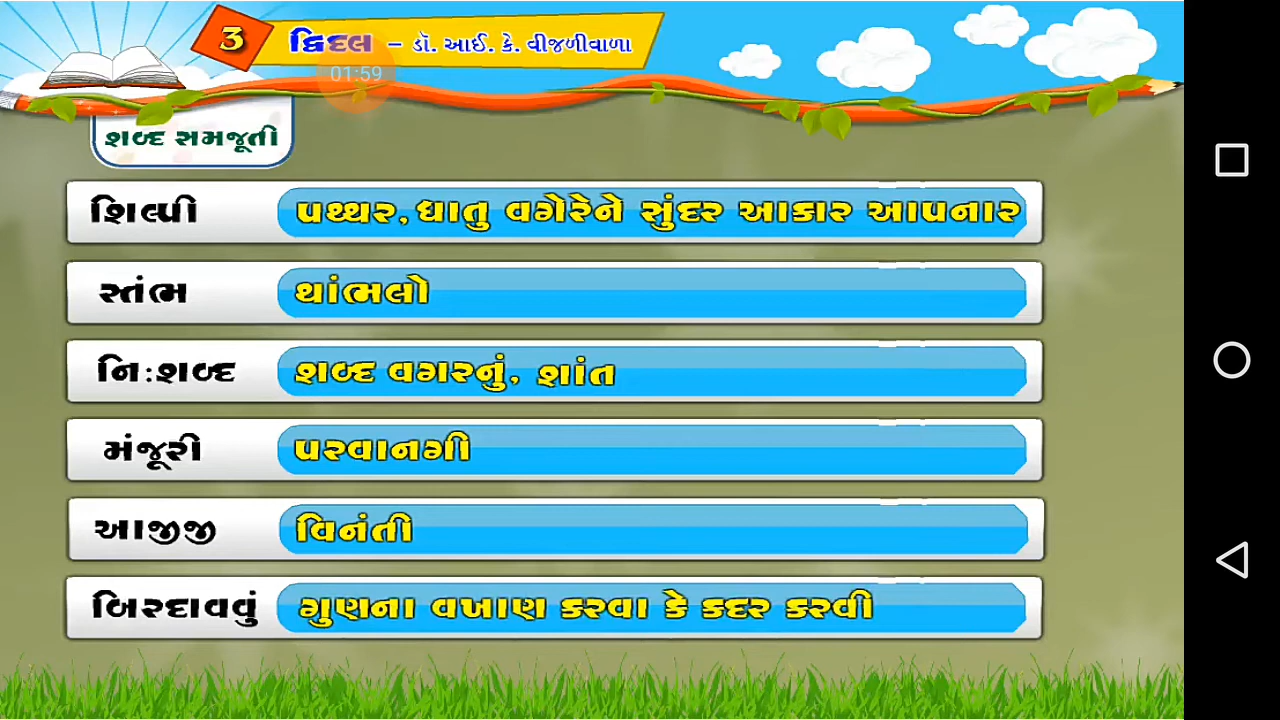 3 દ્વિદલ – ડૉ. આઈ. કે. વીજળીવાળા
01:59
શબ્દ સમજૂતી
શિલ્પી પથ્થર, ધાતુ વગેરેને સુંદર આકાર આપનાર
સ્તંભ થાંભલો
નિ:શબ્દ શબ્દ વગરનું, શાંત
મંજૂરી પરવાનગી
આજીજી વિનંતી
બિરદાવવું ગુણના વખાણ કરવા કે કદર કરવી